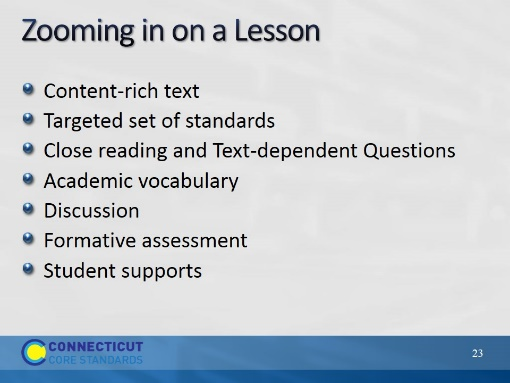 Zooming in on a Lesson
Content-rich text
Targeted set of standards
Close reading and Text-dependent Questions
Academic vocabulary
Discussion
Formative assessment
Student supports
CONNECTICUT
CORE STANDARDS
23